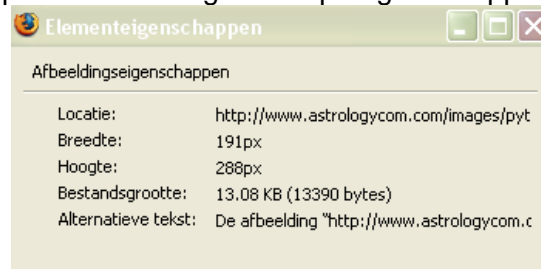 Elementeigenschappen
Afbeeldingseigenschappen
Locatie: http://www.astrologycom.com/images/pyt
Breedte: 191px
Hoogte: 288px
Bestandsgrootte: 13.08 KB (13390 bytes)
Alternatieve tekst: De afbeelding "http://www.astrologycom.c